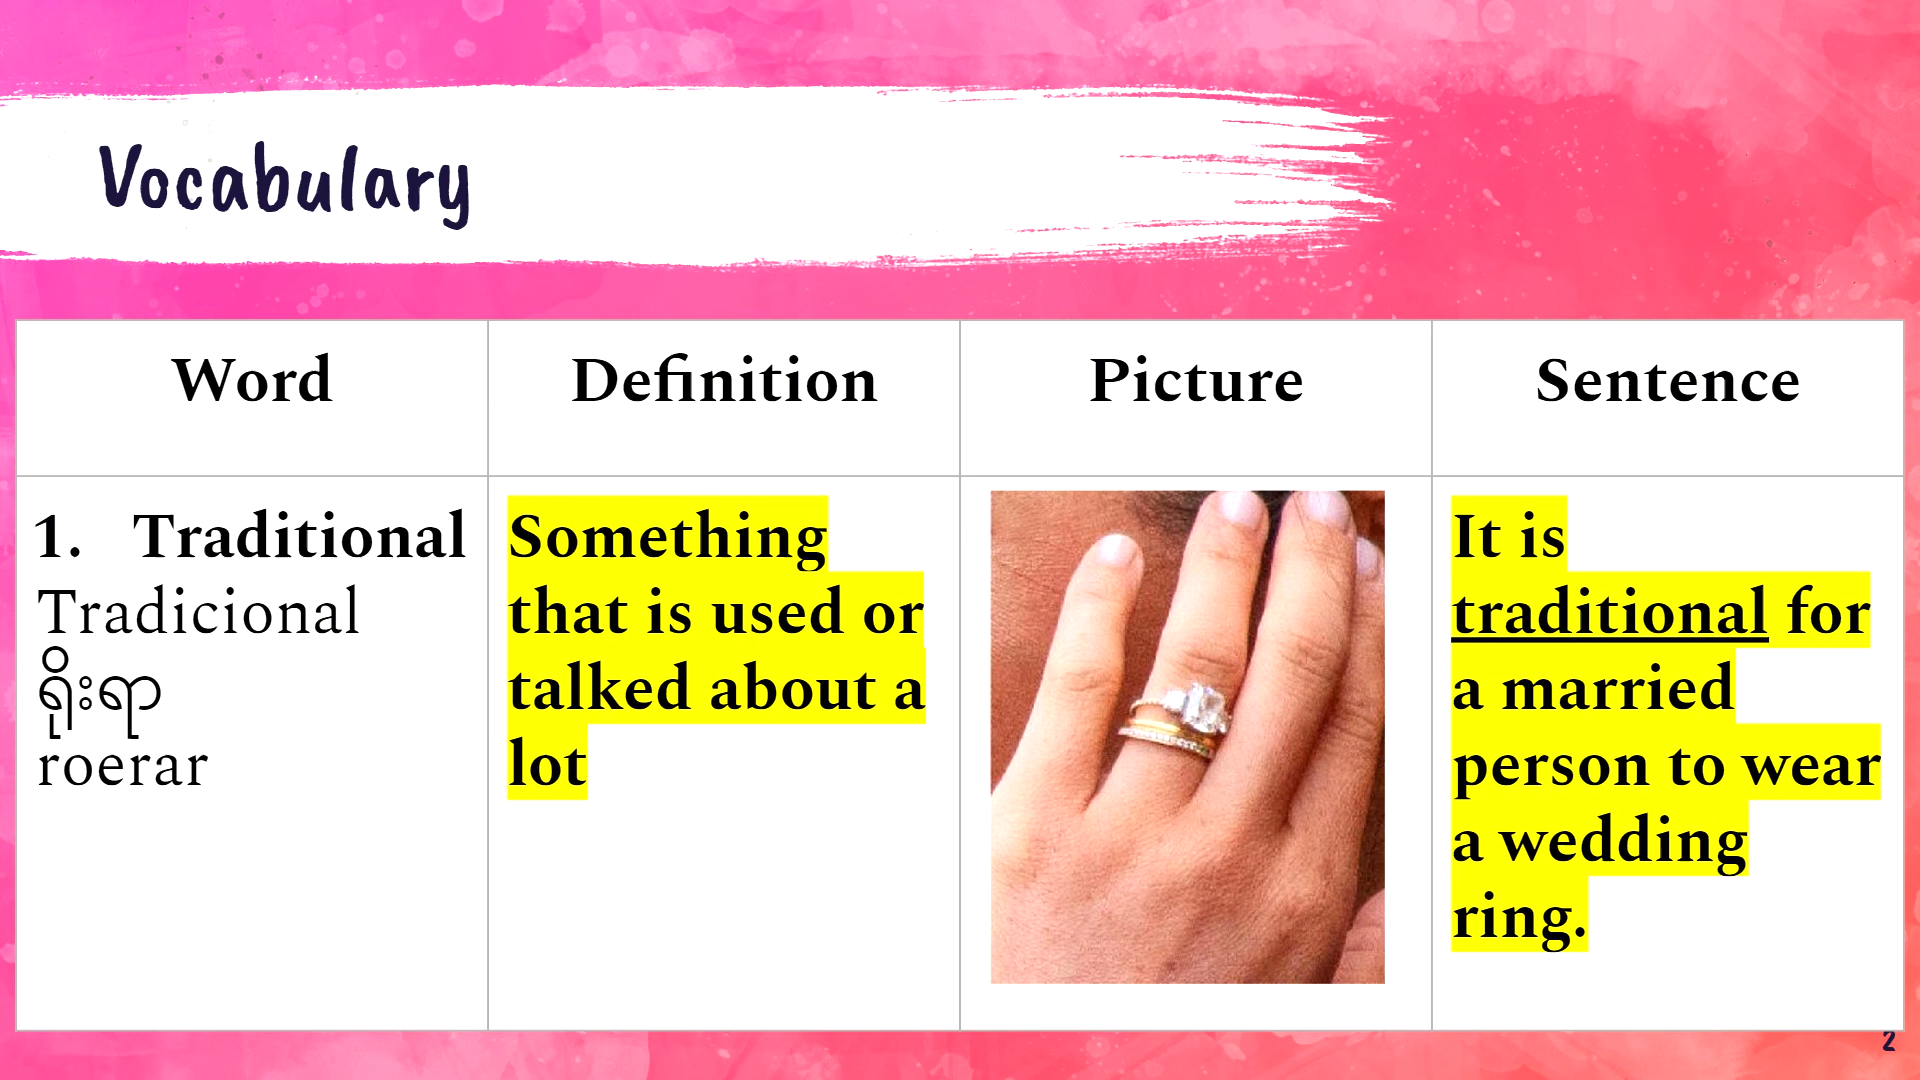 Vocabulary
Word
Definition
Picture
Sentence
1. Traditional
Tradicional
ရိုးရာ
roerar
Something
that is used or
talked about a
lot
It is
traditional for
a married
person to wear
a wedding
ring.
2